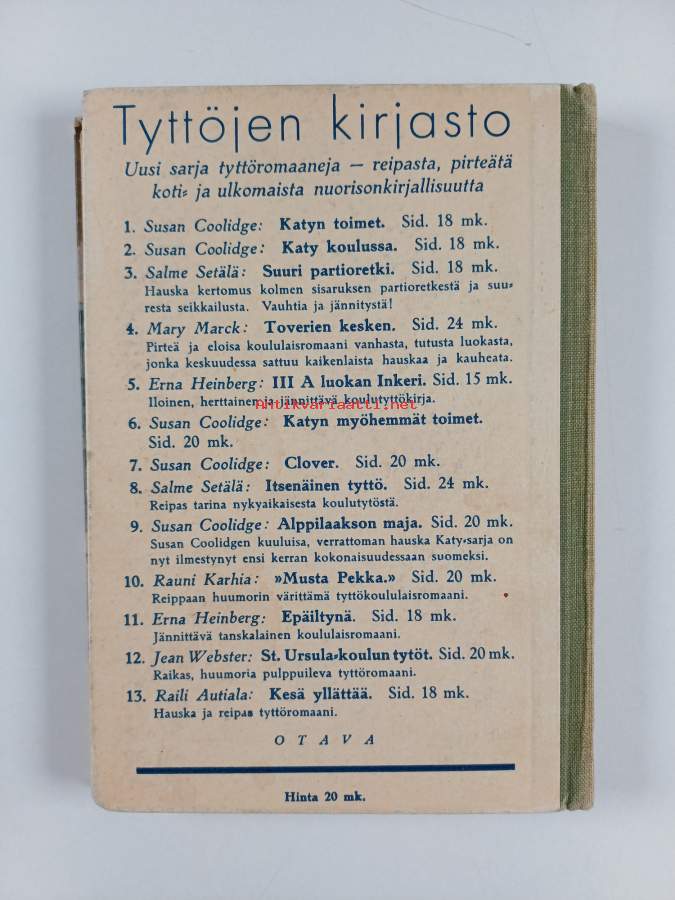 Tyttöjen kirjasto
Uusi sarja tyttöromaaneja — reipasta, pirteätä
koti- ja ulkomaista nuorisonkirjallisuutta
1. Susan Coolidge: Katyn toimet. Sid. 18 mk.
2. Susan Coolidge: Katy koulussa. Sid. 18 mk.
3. Salme Setälä: Suuri partioretki. Sid. 18 mk.
Hauska kertomus kolmen sisaruksen partioretkestä ja suu-
resta seikkailusta. Vauhtia ja jännitystä!
4. Mary Marck: Toverien kesken. Sid. 24 mk.
Pirteä ja eloisa koululaisromaani vanhasta, tutusta luokasta,
jonka keskuudessa sattuu kaikenlaista hauskaa ja kauheata.
5. Erna Heinberg: III A luokan Inkeri. Sid. 15 mk.
Iloinen, herttainen ja jännittävä koulutyttökirja.
Antikvariaatti.net
6. Susan Coolidge: Katyn myöhemmät toimet.
Sid. 20 mk.
7. Susan Coolidge: Clover. Sid. 20 mk.
8. Salme Setälä: Itsenäinen tyttö. Sid. 24 mk.
Reipas tarina nykyaikaisesta koulutytöstä.
9. Susan Coolidge: Alppilaakson maja. Sid. 20 mk.
Susan Coolidgen kuuluisa, verrattoman hauska Katy-sarja on
nyt ilmestynyt ensi kerran kokonaisuudessaan suomeksi.
10. Rauni Karhia: »Musta Pekka.» Sid. 20 mk.
Reippaan huumorin värittämä tyttökoululaisromaani.
11. Erna Heinberg: Epäiltynä. Sid. 18 mk.
Jännittävä tanskalainen koululaisromaani.
12. Jean Webster: St. Ursula-koulun tytöt. Sid. 20 mk.
Raikas, huumoria pulppuileva tyttöromaani.
13. Raili Autiala: Kesä yllättää. Sid. 18 mk.
Hauska ja reipas tyttöromaani.
OTAVA
Hinta 20 mk.